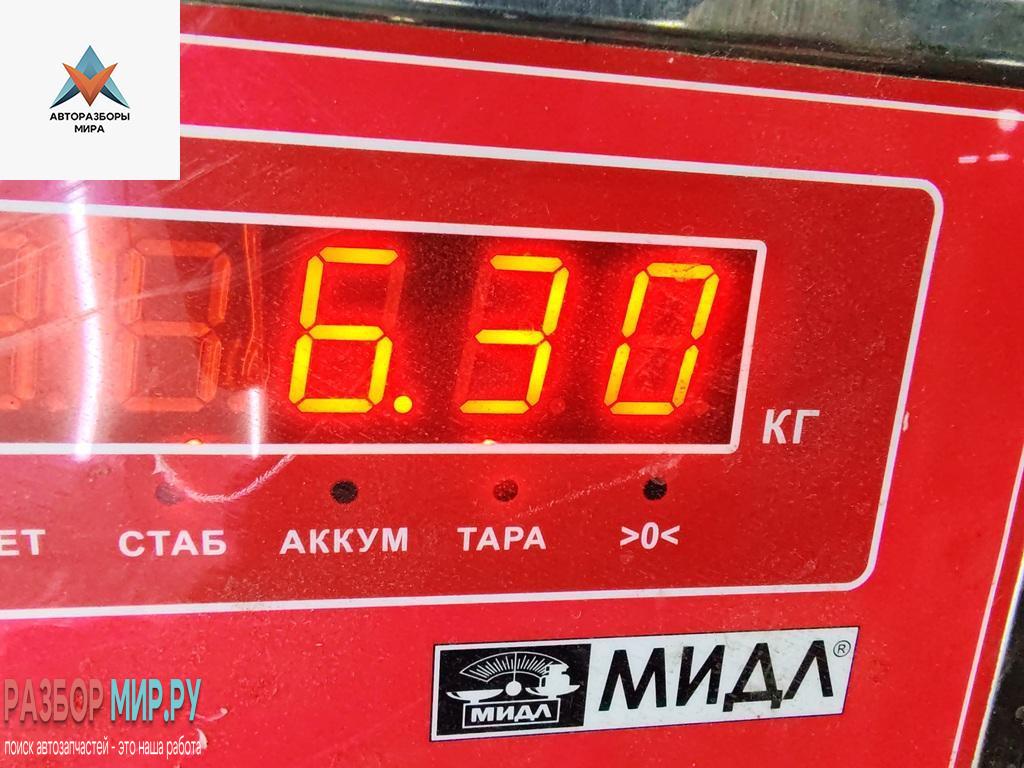 АВТОРАЗБОРЫ
МИРА
6.30
КГ
ЕТ СТАБ АККУМ ТАРА >0<
МИДЛ МИДЛ®
РАЗБОР МИР.РУ
поиск автозапчастей - это наша работа